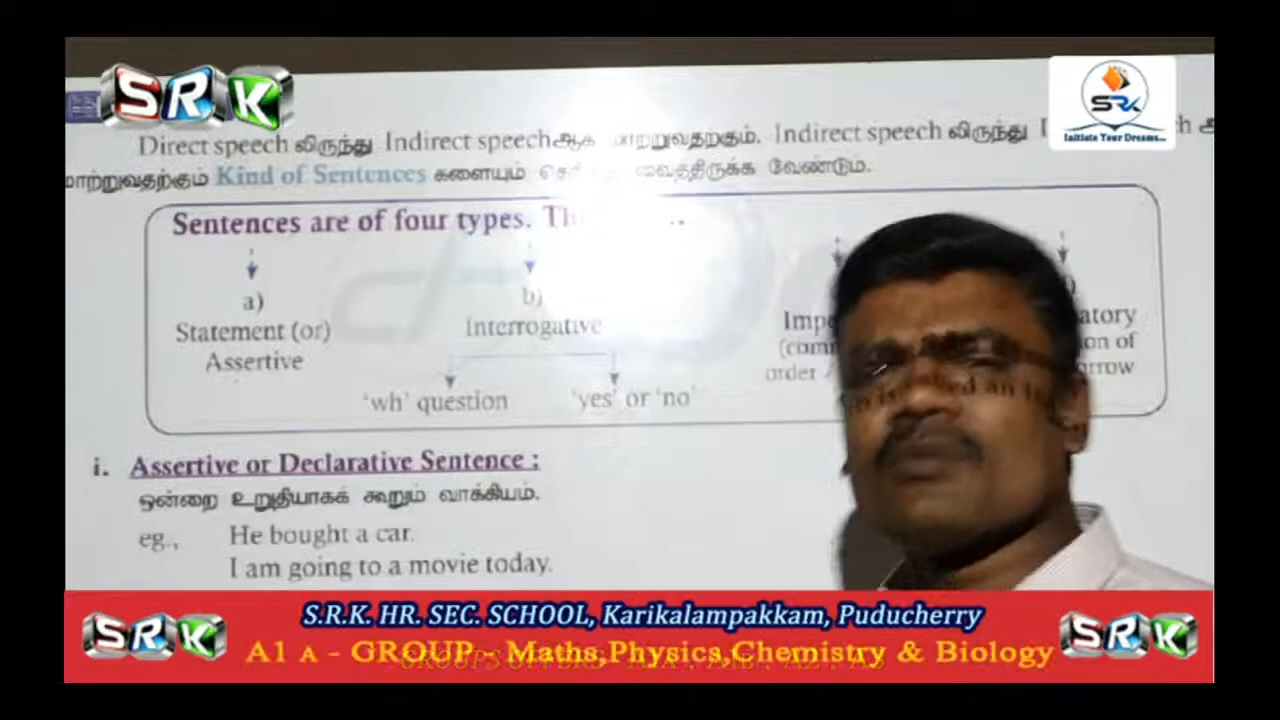 S.R.K
SRK
Initiate Your Dreams...
Direct speech லிருந்து Indirect speechஆக மாற்றுவதற்கும். Indirect speech லிருந்து
மாற்றுவதற்கும் Kind of Sentences களையும் வைத்திருக்க வேண்டும்.
Sentences are of four types.
a)
b)
Statement (or)
Assertive
Interrogative
'wh' question
'yes' or 'no'
order
i. Assertive or Declarative Sentence :
ஒன்றை உறுதியாகக் கூறும் வாக்கியம்.
eg., He bought a car.
I am going to a movie today.
S.R.K. HR. SEC. SCHOOL, Karikalampakkam, Puducherry
S.R.K
A1 A - GROUP - Maths,Physics,Chemistry & Biology
S.R.K